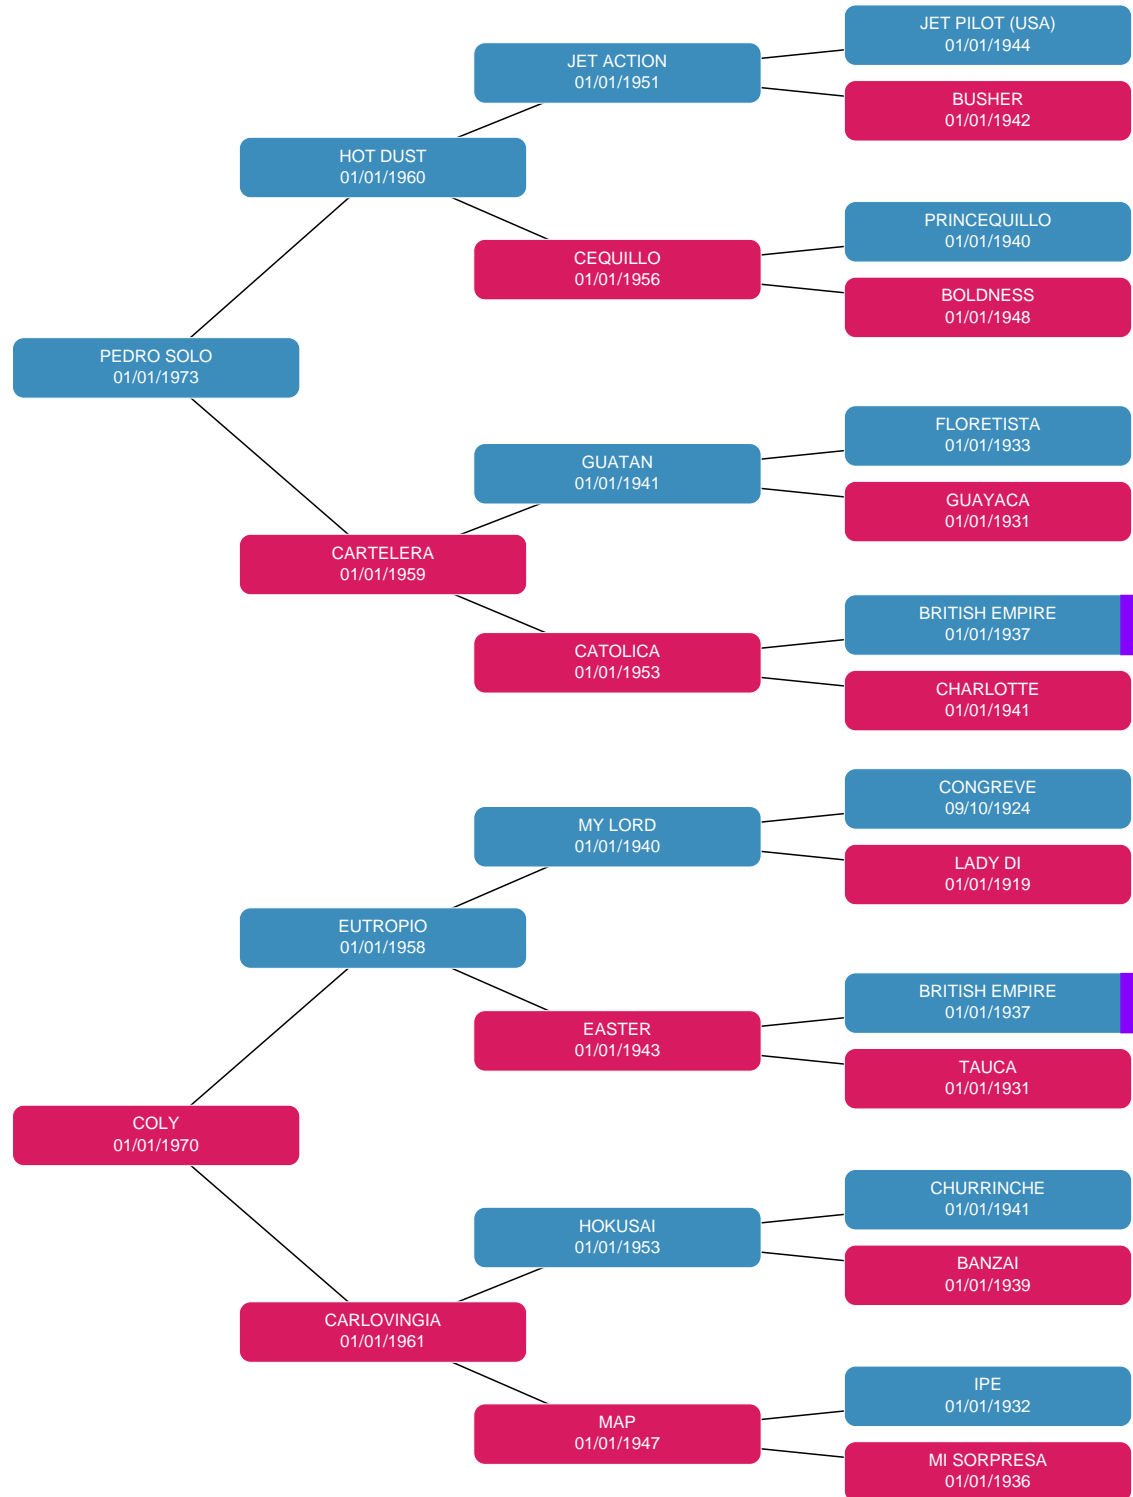 JET PILOT (USA)
01/01/1944
JET ACTION
01/01/1951
BUSHER
01/01/1942
HOT DUST
01/01/1960
PRINCEQUILLO
01/01/1940
CEQUILLO
01/01/1956
BOLDNESS
01/01/1948
PEDRO SOLO
01/01/1973
FLORETISTA
01/01/1933
GUATAN
01/01/1941
GUAYACA
01/01/1931
CARTELERA
01/01/1959
BRITISH EMPIRE
01/01/1937
CATOLICA
01/01/1953
CHARLOTTE
01/01/1941
CONGREVE
09/10/1924
MY LORD
01/01/1940
LADY DI
01/01/1919
EUTROPIO
01/01/1958
BRITISH EMPIRE
01/01/1937
EASTER
01/01/1943
TAUCA
01/01/1931
COLY
01/01/1970
CHURRINCHE
01/01/1941
HOKUSAI
01/01/1953
BANZAI
01/01/1939
CARLOVINGIA
01/01/1961
IPE
01/01/1932
MAP
01/01/1947
MI SORPRESA
01/01/1936